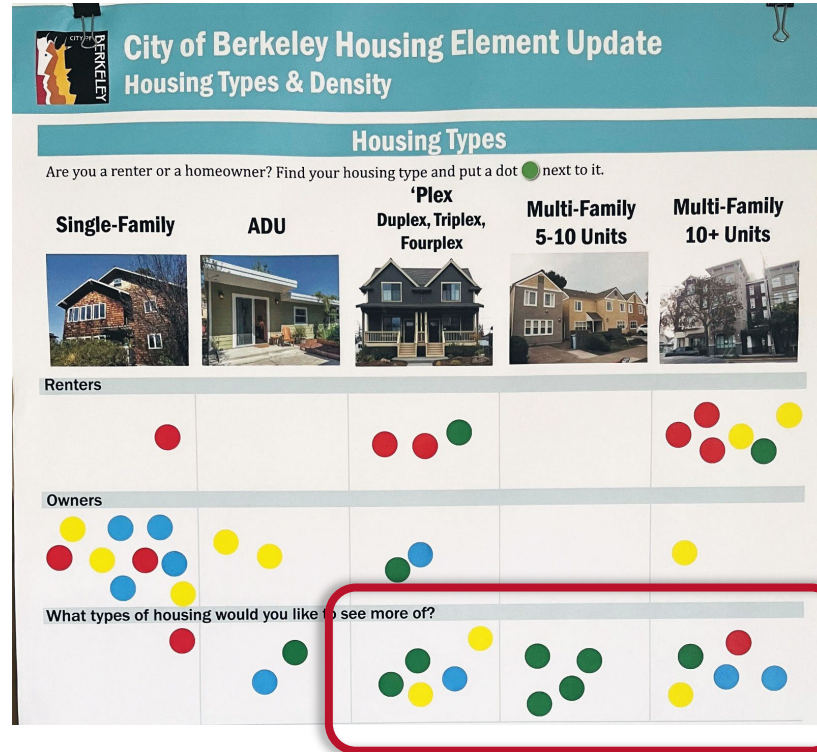 CITY OF
BERKELEY
City of Berkeley Housing Element Update
Housing Types & Density
Housing Types
Are you a renter or a homeowner? Find your housing type and put a dot next to it.
Single-Family
ADU
‘Plex
Duplex, Triplex,
Fourplex
Multi-Family
5-10 Units
Multi-Family
10+ Units
Renters
Owners
What types of housing would you like to see more of?